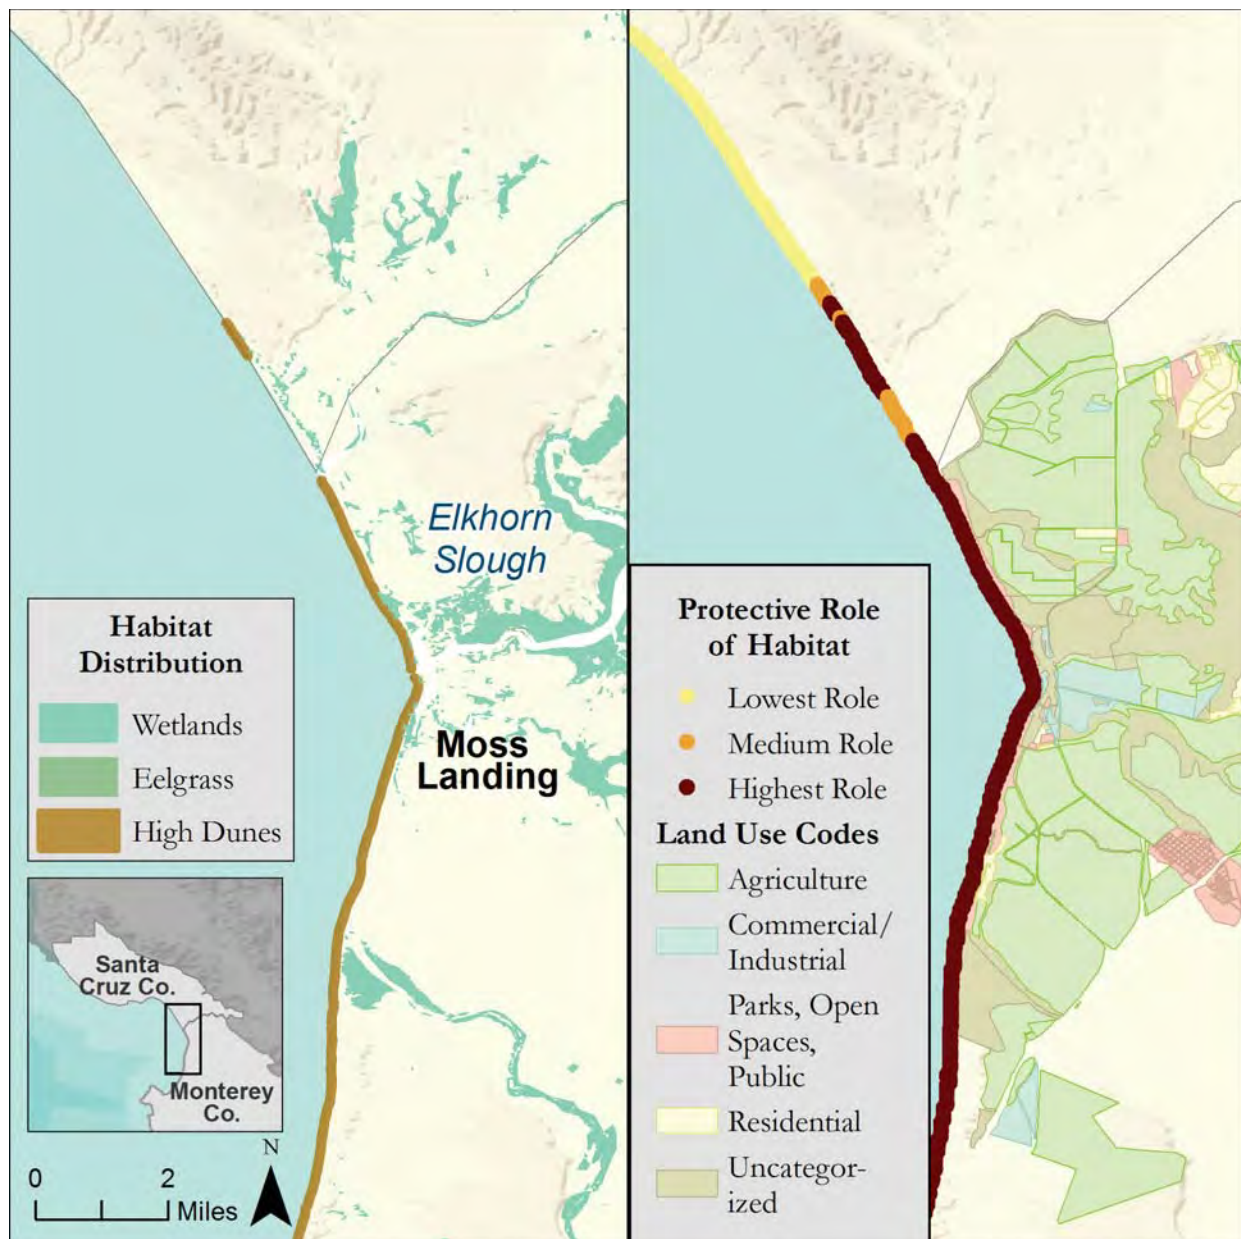 Elkhorn
Slough
Moss
Landing
Habitat
Distribution
Wetlands
Eelgrass
High Dunes
Santa
Cruz Co.
Monterey
Co.
N
0 2
Miles
Protective Role
of Habitat
Lowest Role
Medium Role
Highest Role
Land Use Codes
Agriculture
Commercial/
Industrial
Parks, Open
Spaces,
Public
Residential
Uncategor-
ized